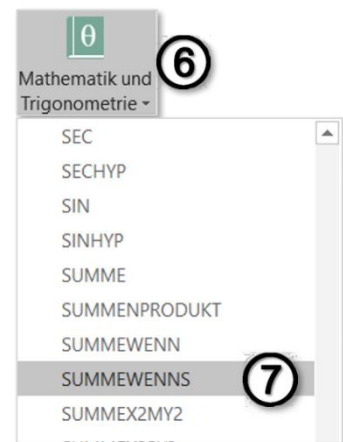 θ
Mathematik und
Trigonometrie
6
SEC
SECHYP
SIN
SINHYP
SUMME
SUMMENPRODUKT
SUMMEWENN
SUMMEWENNS
7
SUMMEX2MY2